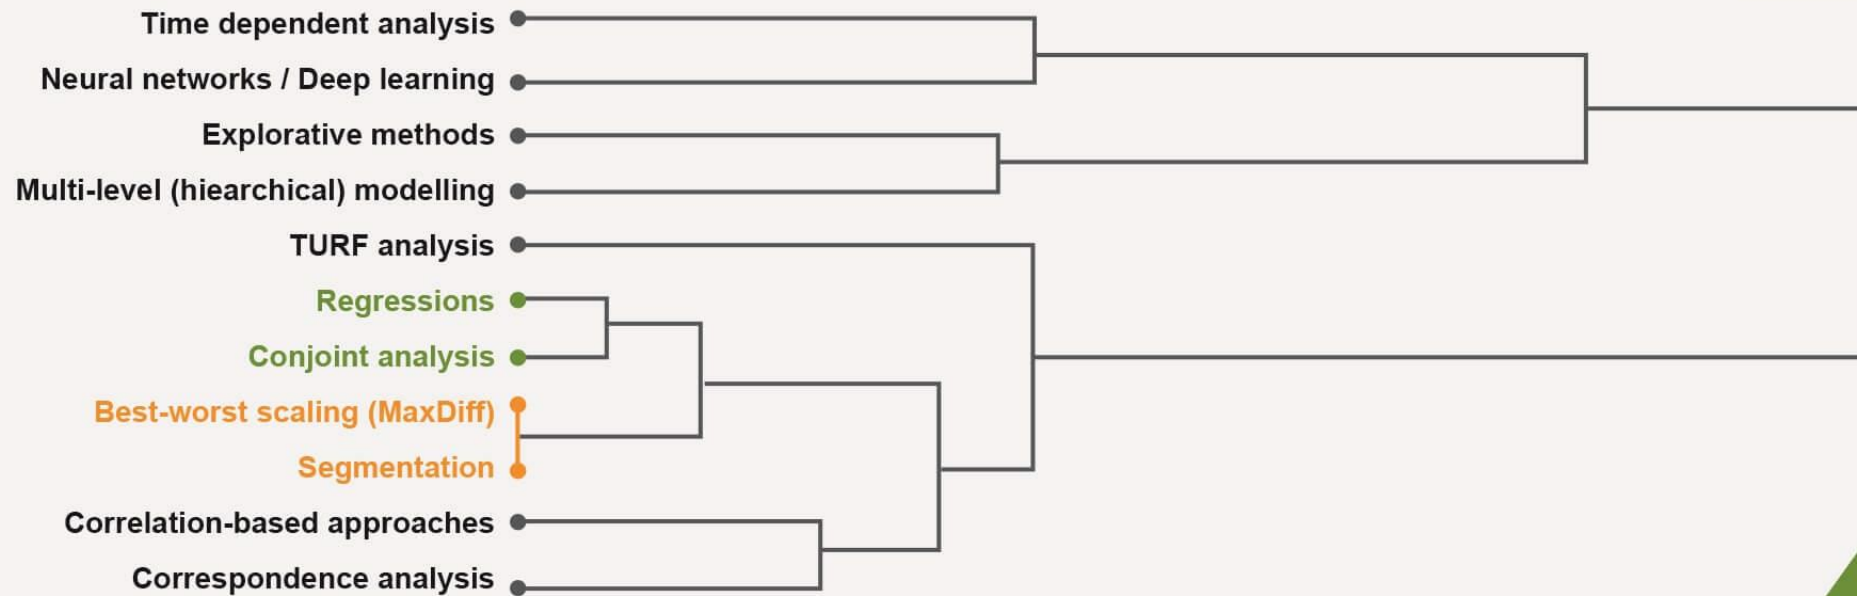 Time dependent analysis
Neural networks / Deep learning
Explorative methods
Multi-level (hiearchical) modelling
TURF analysis
Regressions
Conjoint analysis
Best-worst scaling (MaxDiff)
Segmentation
Correlation-based approaches
Correspondence analysis